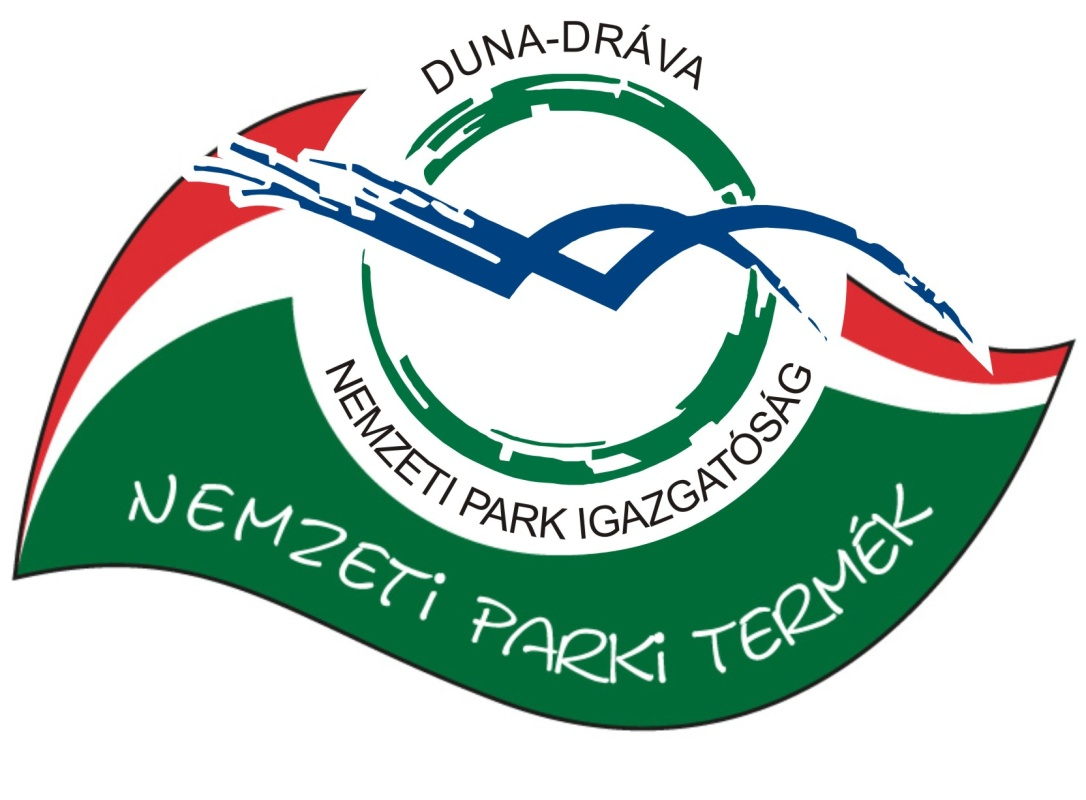 DUNA-DRÁVA
NEMZETI PARK IGAZGATÓSÁG
NEMZETi PARKi TERMÉK